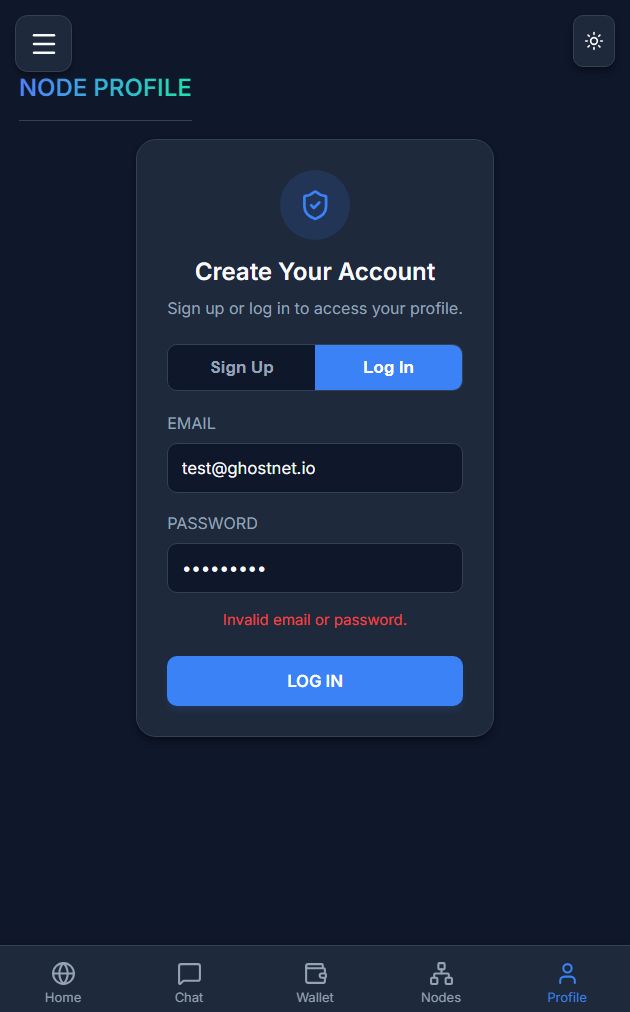 NODE PROFILE
Create Your Account
Sign up or log in to access your profile.
Sign Up Log In
EMAIL
test@ghostnet.io
PASSWORD
•••••••••
Invalid email or password.
LOG IN
Home Chat Wallet Nodes Profile